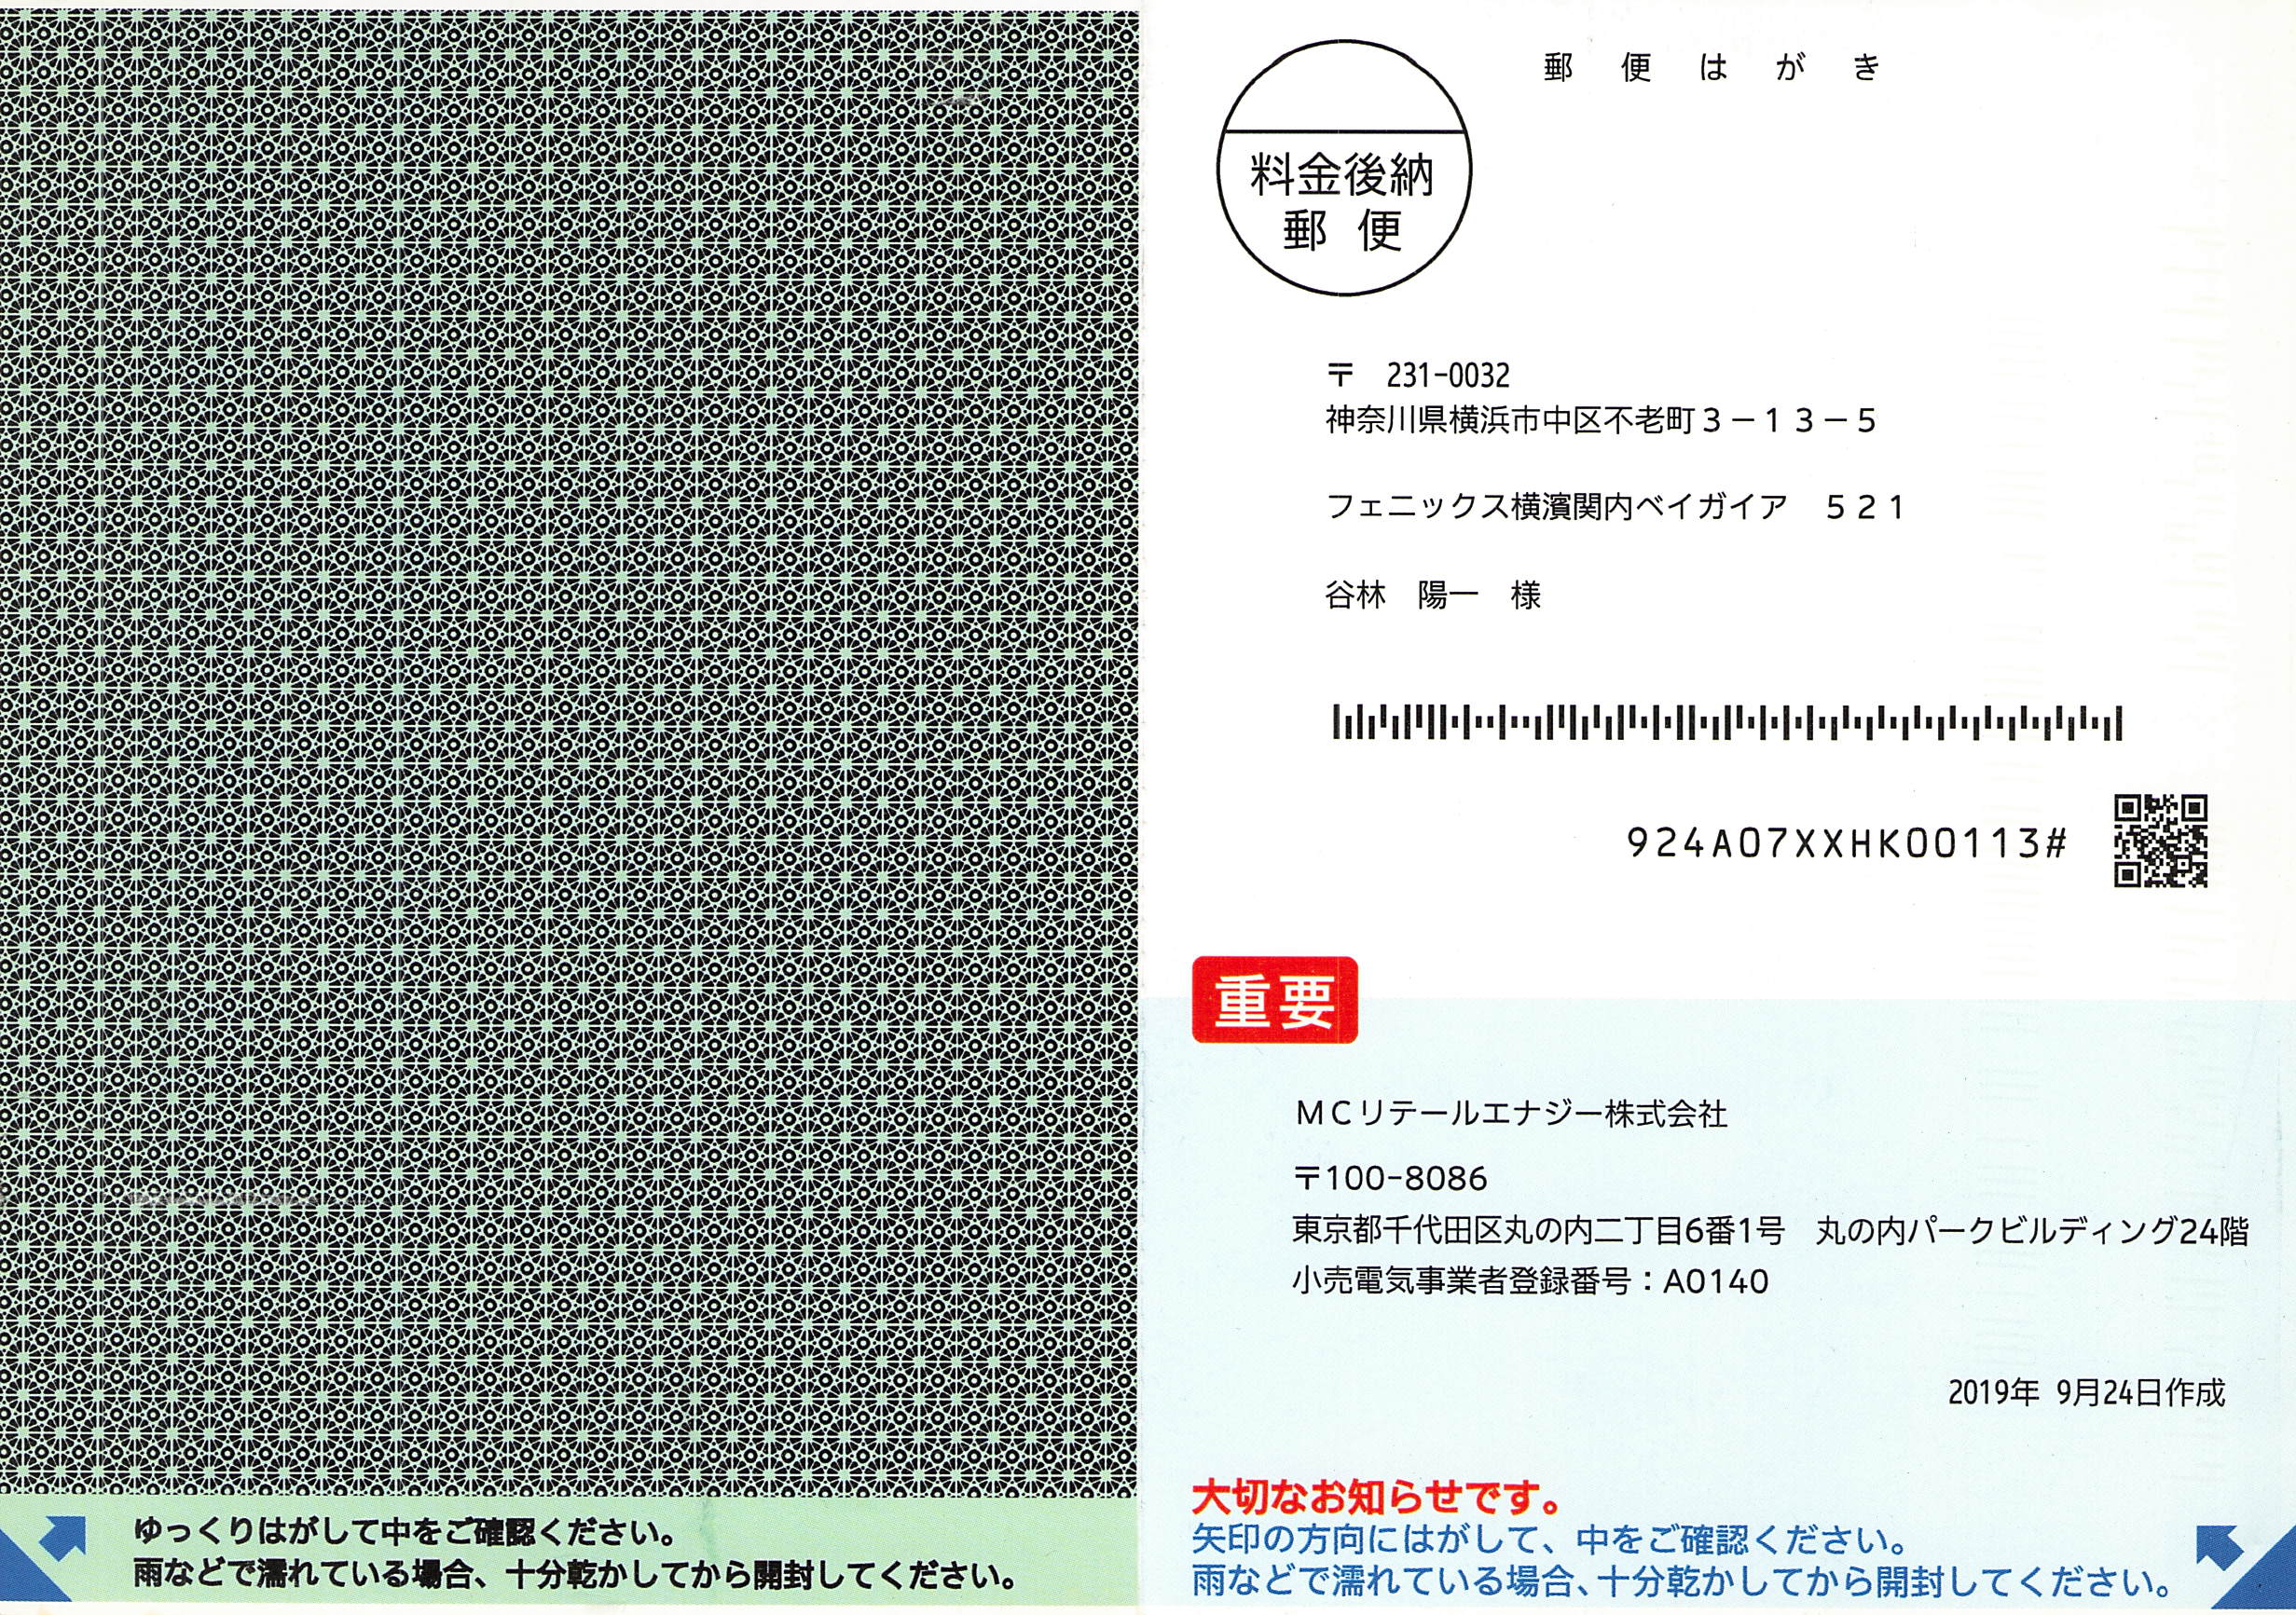 郵便はがき
料金後納
郵便
〒 231-0032
神奈川県横浜市中区不老町3-13-5
フェニックス横濱関内ベイガイア 521
谷林 陽一 様
924A07XXHK00113#
重要
MCリテールエナジー株式会社
〒100-8086
東京都千代田区丸の内二丁目6番1号 丸の内パークビルディング24階
小売電気事業者登録番号：A0140
2019年 9月24日作成
大切なお知らせです。
矢印の方向にはがして、中をご確認ください。
雨などで濡れている場合、十分乾かしてから開封してください。
ゆっくりはがして中をご確認ください。
雨などで濡れている場合、十分乾かしてから開封してください。